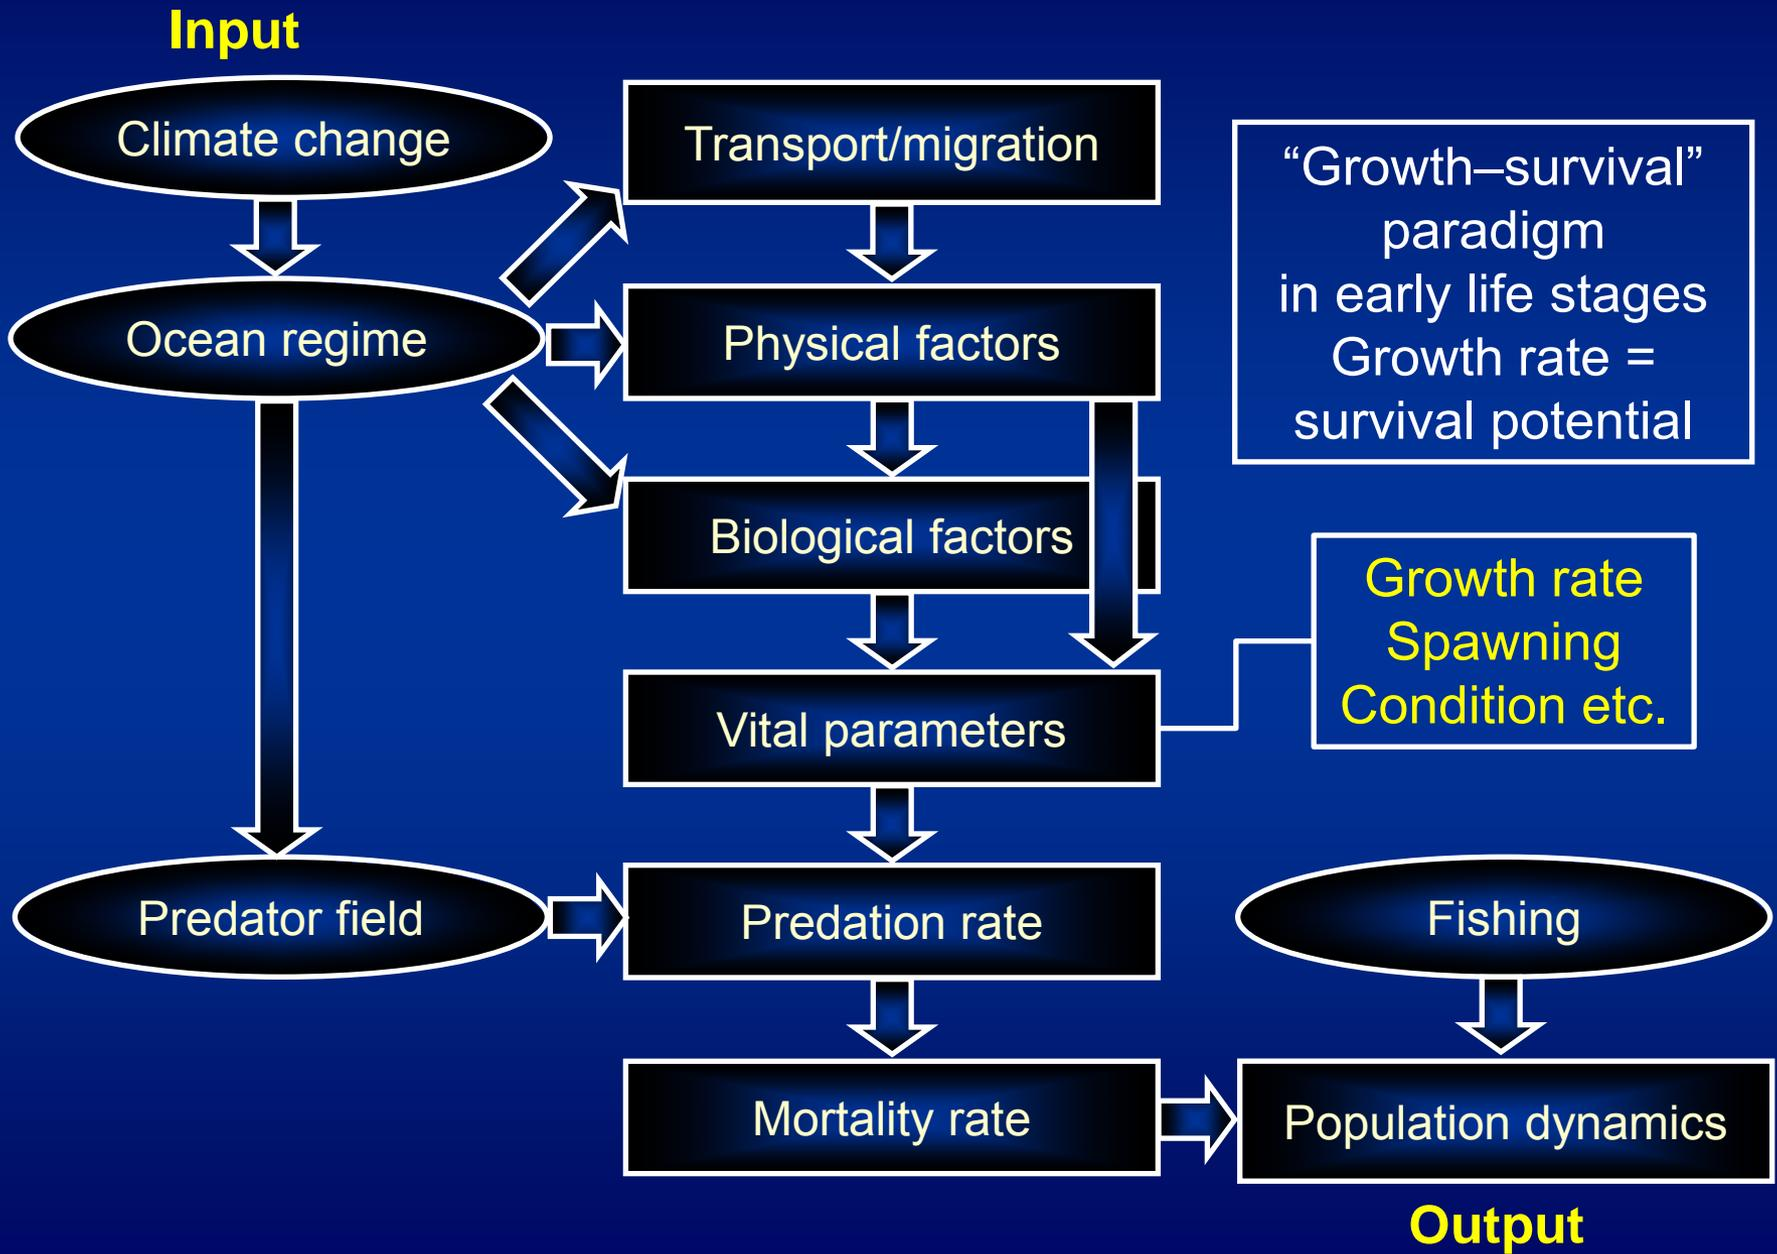 Input
Climate change
Transport/migration
“Growth–survival”
paradigm
in early life stages
Growth rate =
survival potential
Ocean regime
Physical factors
Biological factors
Growth rate
Spawning
Condition etc.
Vital parameters
Predator field
Predation rate
Fishing
Mortality rate
Population dynamics
Output